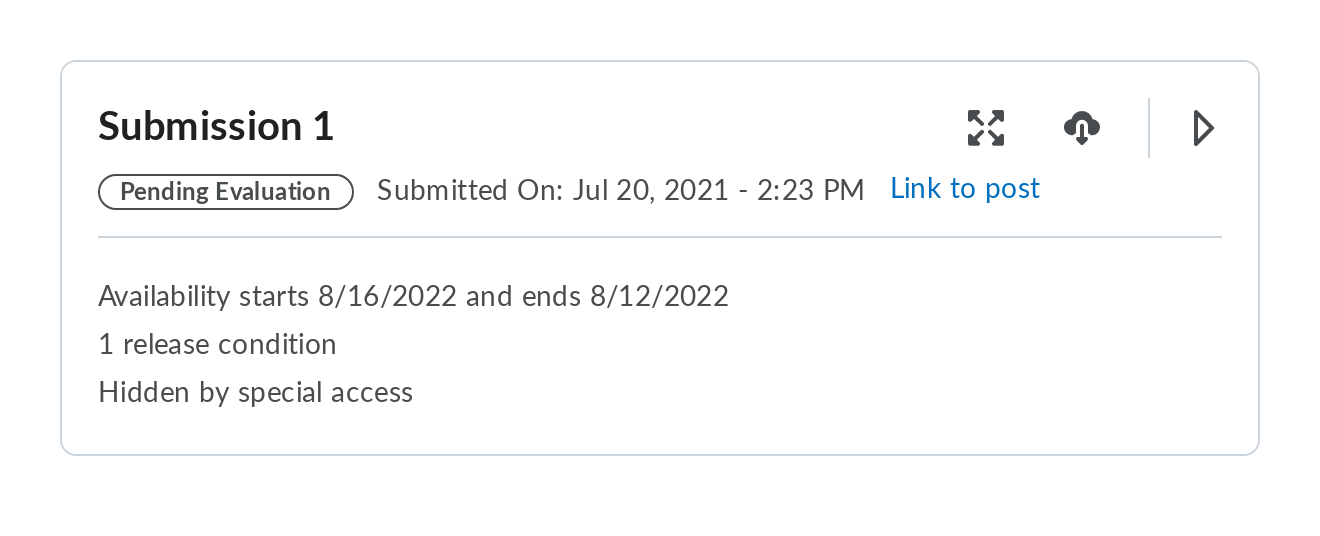 Submission 1
Pending Evaluation Submitted On: Jul 20, 2021 - 2:23 PM Link to post
Availability starts 8/16/2022 and ends 8/12/2022
1 release condition
Hidden by special access